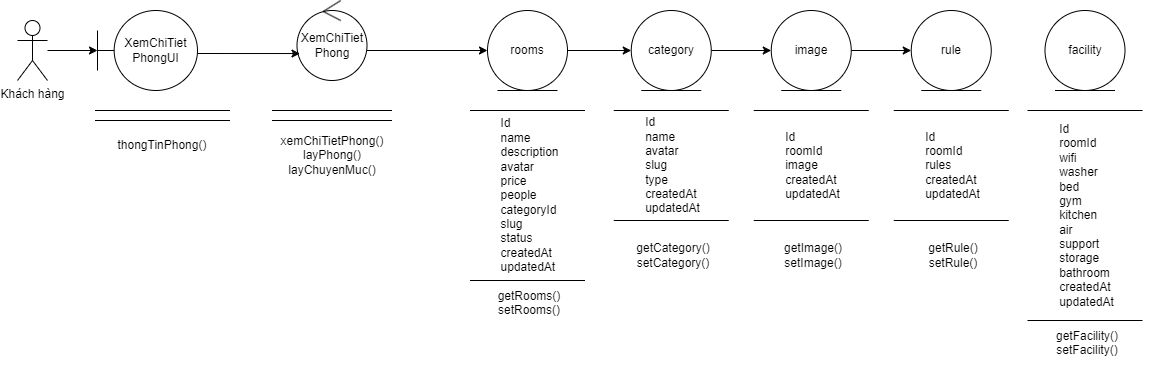 Khách hàng
XemChiTiet
PhongUI
thongTinPhong()
XemChiTiet
Phong
xemChiTietPhong()
layPhong()
layChuyenMuc()
rooms
Id
name
description
avatar
price
people
categoryId
slug
status
createdAt
updatedAt
getRooms()
setRooms()
category
Id
name
avatar
slug
type
createdAt
updatedAt
getCategory()
setCategory()
image
Id
roomId
image
createdAt
updatedAt
getImage()
setImage()
rule
Id
roomId
rules
createdAt
updatedAt
getRule()
setRule()
facility
Id
roomId
wifi
washer
bed
gym
kitchen
air
support
storage
bathroom
createdAt
updatedAt
getFacility()
setFacility()